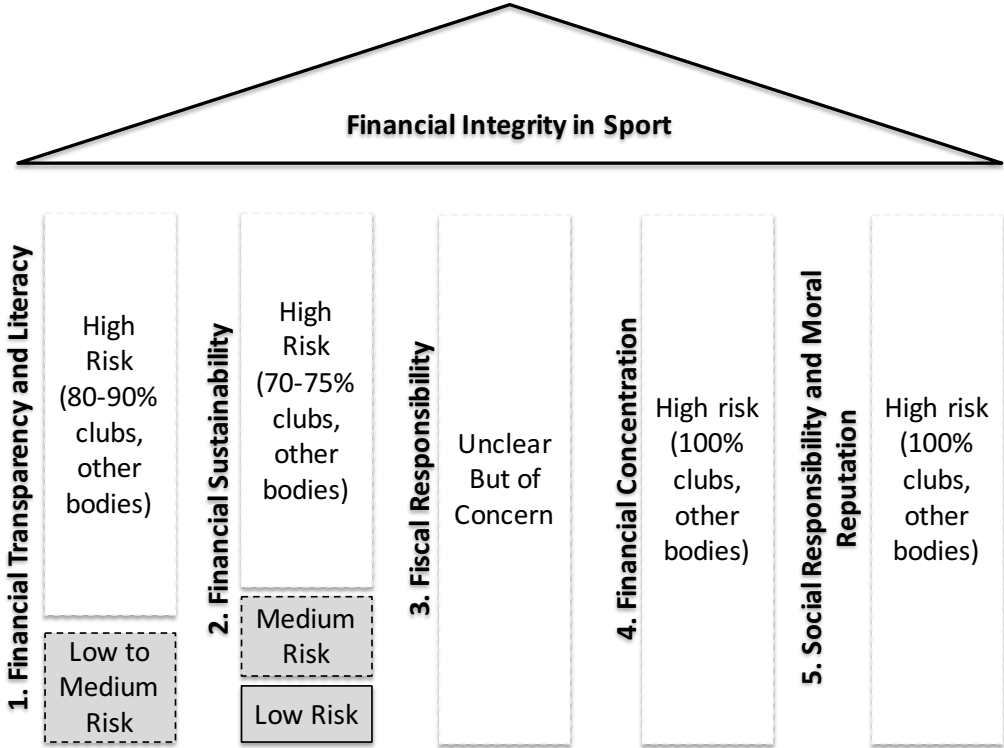 Financial Integrity in Sport
1. Financial Transparency and Literacy
High
Risk
(80-90%
clubs,
other
bodies)
Low to
Medium
Risk
2. Financial Sustainability
High
Risk
(70-75%
clubs,
other
bodies)
Medium
Risk
Low Risk
3. Fiscal Responsibility
Unclear
But of
Concern
4. Financial Concentration
High risk
(100%
clubs,
other
bodies)
5. Social Responsibility and Moral
Reputation
High risk
(100%
clubs,
other
bodies)